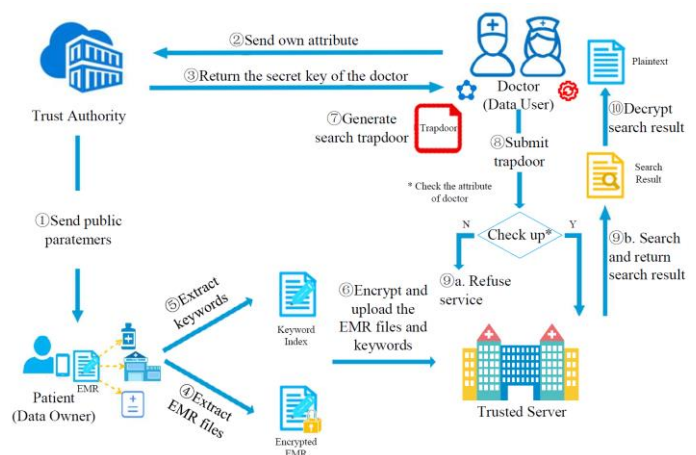 ②Send own attribute
③Return the secret key of the doctor
Trust Authority
Doctor
(Data User)
Plaintext
⑦Generate
search trapdoor
Trapdoor
⑧Submit
trapdoor
⑩Decrypt
search result
Search
Result
* Check the attribute
of doctor
①Send public
paratemers
N
Check up*
Y
⑨a. Refuse
service
⑨b. Search
and return
search result
⑤Extract
keywords
Keyword
Index
⑥Encrypt and
upload the
EMR files and
keywords
EMR
Patient
(Data Owner)
④Extract
EMR files
Encrypted
EMR
Trusted Server